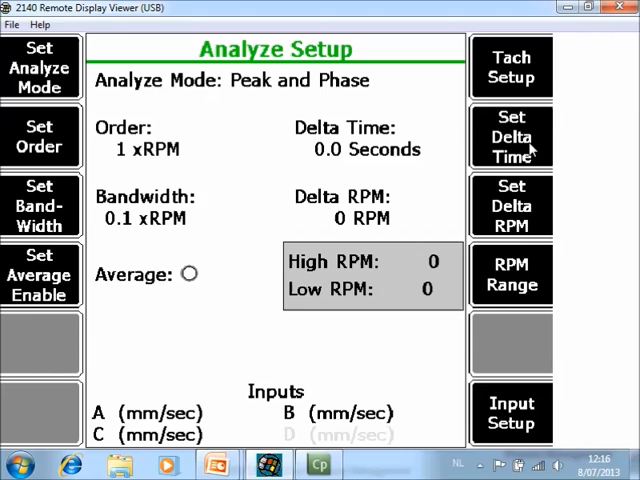 2140 Remote Display Viewer (USB)
File Help
Set
Analyze
Mode
Set
Order
Set
Band-
Width
Set
Average
Enable
Analyze Setup
Analyze Mode: Peak and Phase
Order:
1 xRPM
Delta Time:
0.0 Seconds
Bandwidth:
0.1 xRPM
Delta RPM:
0 RPM
Average:
High RPM: 0
Low RPM: 0
Inputs
A (mm/sec) B (mm/sec)
C (mm/sec) D (mm/sec)
Tach
Setup
Set
Delta
Time
Set
Delta
RPM
RPM
Range
Input
Setup
Cp
NL
12:16
8/07/2013